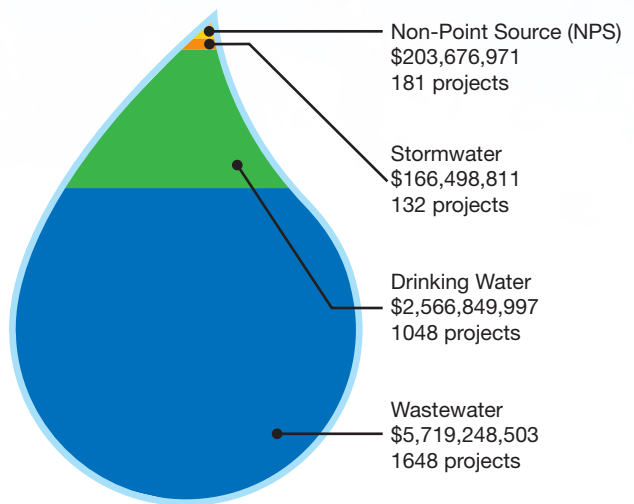 Non-Point Source (NPS)
$203,676,971
181 projects
Stormwater
$166,498,811
132 projects
Drinking Water
$2,566,849,997
1048 projects
Wastewater
$5,719,248,503
1648 projects